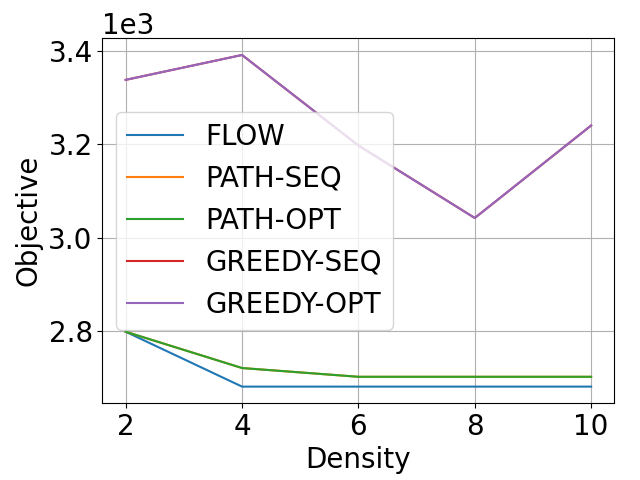 1e3
3.4
3.2
3.0
2.8
Objective
FLOW
PATH-SEQ
PATH-OPT
GREEDY-SEQ
GREEDY-OPT
2 4 6 8 10
Density